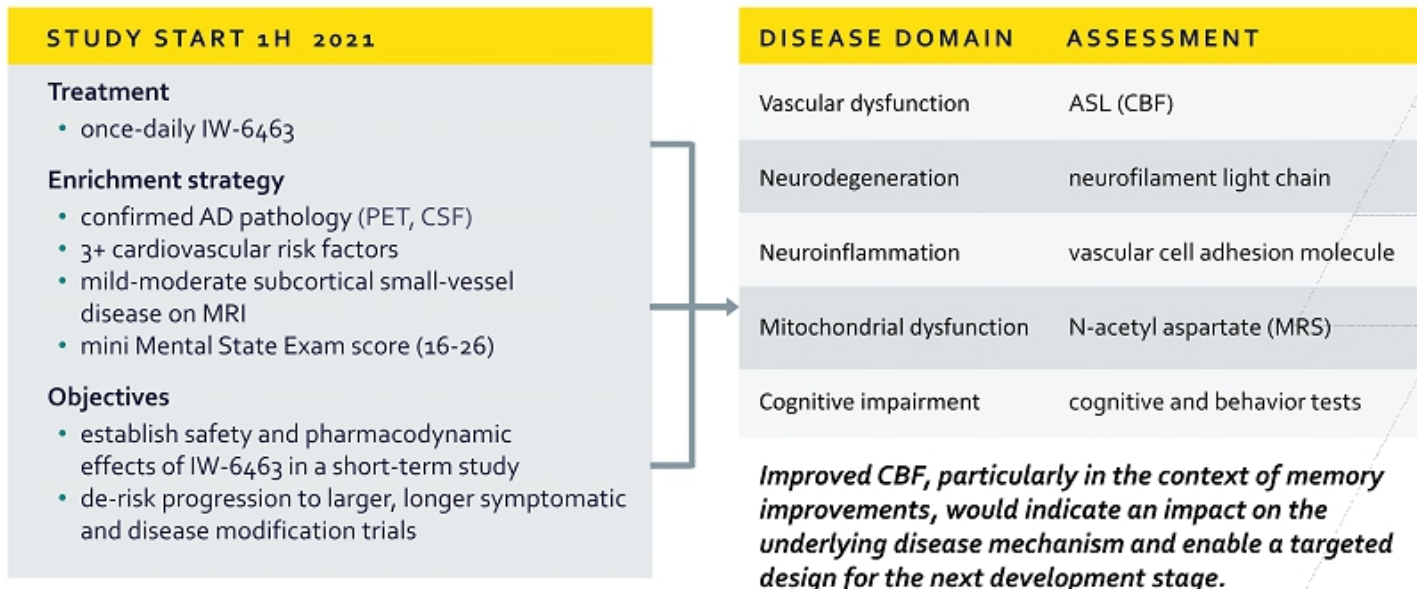 STUDY START 1H 2021
Treatment
• once-daily IW-6463
Enrichment strategy
• confirmed AD pathology (PET, CSF)
• 3+ cardiovascular risk factors
• mild-moderate subcortical small-vessel
disease on MRI
• mini Mental State Exam score (16-26)
Objectives
• establish safety and pharmacodynamic
effects of IW-6463 in a short-term study
• de-risk progression to larger, longer symptomatic
and disease modification trials
DISEASE DOMAIN ASSESSMENT
Vascular dysfunction ASL (CBF)
Neurodegeneration neurofilament light chain
Neuroinflammation vascular cell adhesion molecule
Mitochondrial dysfunction N-acetyl aspartate (MRS)
Cognitive impairment cognitive and behavior tests
Improved CBF, particularly in the context of memory
improvements, would indicate an impact on the
underlying disease mechanism and enable a targeted
design for the next development stage.